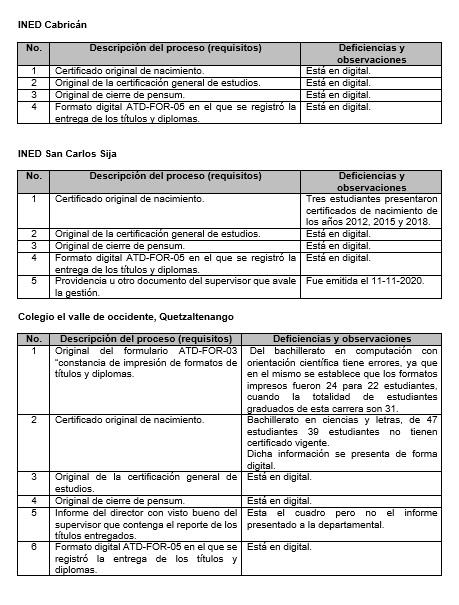 INED Cabricán
No. Descripción del proceso (requisitos) Deficiencias y
observaciones
1 Certificado original de nacimiento. Está en digital.
2 Original de la certificación general de estudios. Está en digital.
3 Original de cierre de pensum. Está en digital.
4 Formato digital ATD-FOR-05 en el que se registró la Está en digital.
entrega de los títulos y diplomas.
INED San Carlos Sija
No. Descripción del proceso (requisitos) Deficiencias y
observaciones
1 Certificado original de nacimiento. Tres estudiantes presentaron
certificados de nacimiento de
los años 2012, 2015 y 2018.
2 Original de la certificación general de estudios. Está en digital.
3 Original de cierre de pensum. Está en digital.
4 Formato digital ATD-FOR-05 en el que se registró la Está en digital.
entrega de los títulos y diplomas.
5 Providencia u otro documento del supervisor que avale Fue emitida el 11-11-2020.
la gestión.
Colegio el valle de occidente, Quetzaltenango
No. Descripción del proceso (requisitos) Deficiencias y observaciones
1 Original del formulario ATD-FOR-03 Del bachillerato en computación con
"constancia de impresión de formatos de orientación científica tiene errores, ya que
títulos y diplomas. en el mismo se establece que los formatos
impresos fueron 24 para 22 estudiantes,
cuando la totalidad de estudiantes
graduados de esta carrera son 31.
2 Certificado original de nacimiento. Bachillerato en ciencias y letras, de 47
estudiantes 39 estudiantes no tienen
certificado vigente.
Dicha información se presenta de forma
digital.
3 Original de la certificación general de Está en digital.
estudios.
4 Original de cierre de pensum. Está en digital.
5 Informe del director con visto bueno del Esta el cuadro pero no el informe
supervisor que contenga el reporte de los presentado a la departamental.
títulos entregados.
6 Formato digital ATD-FOR-05 en el que se Está en digital.
registró la entrega de los títulos y
diplomas.